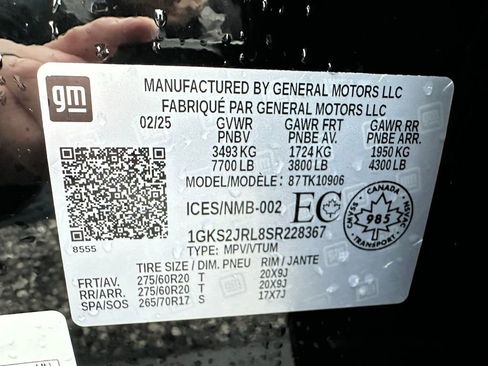 gm
MANUFACTURED BY GENERAL MOTORS LLC
FABRIQUÉ PAR GENERAL MOTORS LLC
02/25 GVWR GAWR FRT GAWR RR
PNBV PNBE AV. PNBE ARR.
3493 KG 1724 KG 1950 KG
7700 LB 3800 LB 4300 LB
MODEL/MODÈLE: 87TK10906
ICES/NMB-002 EC
CANADA
CMVSS 985 NSVAC
TRANSPORT
1GKS2JRL8SR228367
8555 TYPE: MPV/VTUM
TIRE SIZE / DIM. PNEU RIM / JANTE
FRT/AV. 275/60R20 T 20X9J
RR/ARR. 275/60R20 T 20X9J
SPA/SOS 265/70R17 S 17X7J